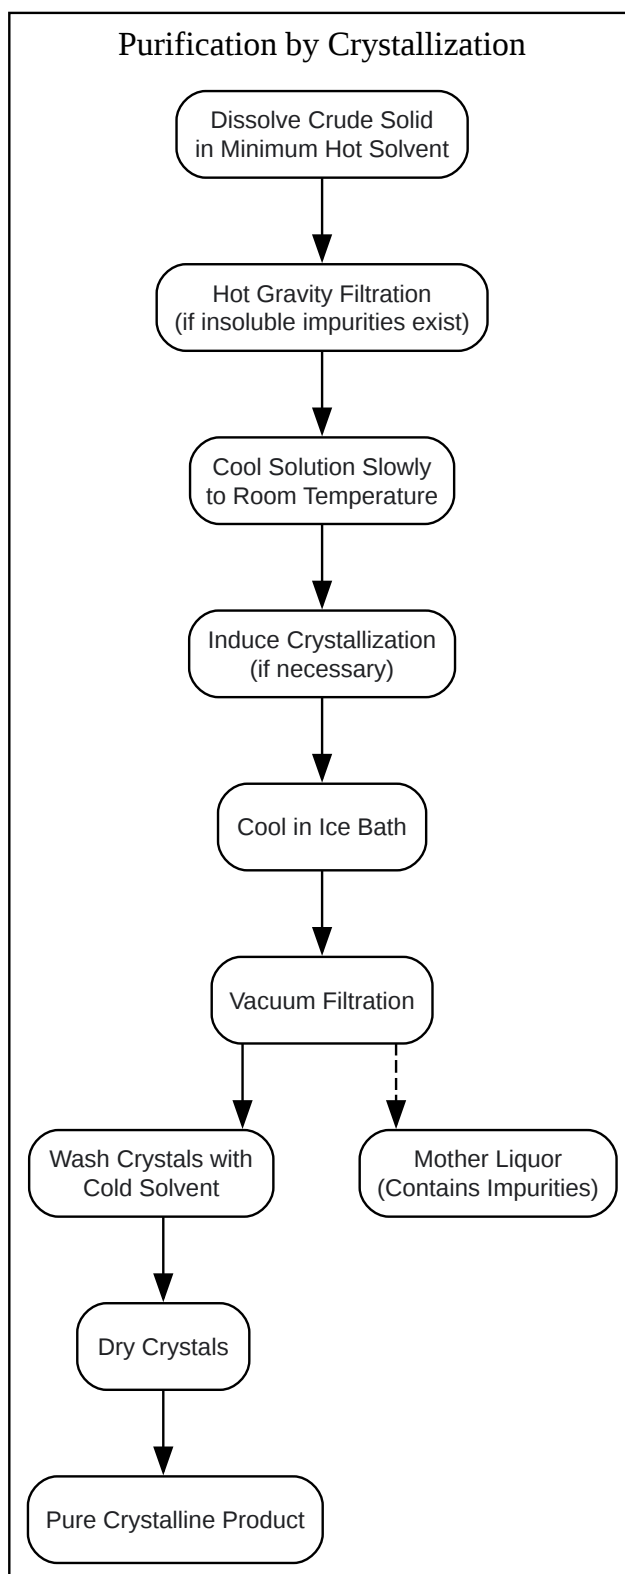 Purification by Crystallization
Dissolve Crude Solid
in Minimum Hot Solvent
Hot Gravity Filtration
(if insoluble impurities exist)
Cool Solution Slowly
to Room Temperature
Induce Crystallization
(if necessary)
Cool in Ice Bath
Vacuum Filtration
Wash Crystals with
Cold Solvent
Mother Liquor
(Contains Impurities)
Dry Crystals
Pure Crystalline Product